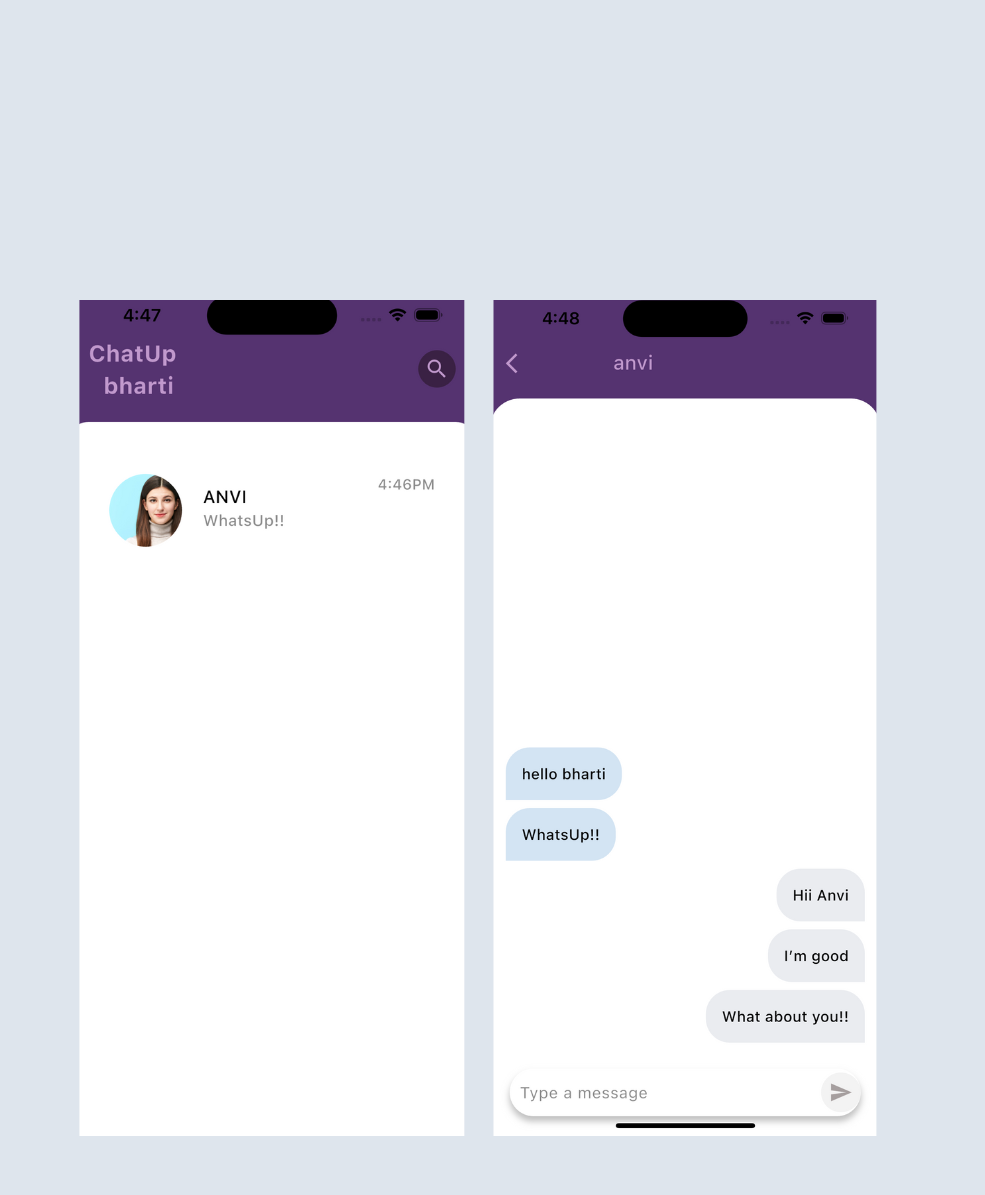 4:47
ChatUp
bharti
ANVI
4:46PM
WhatsUp!!
4:48
anvi
hello bharti
WhatsUp!!
Hii Anvi
I'm good
What about you!!
Type a message